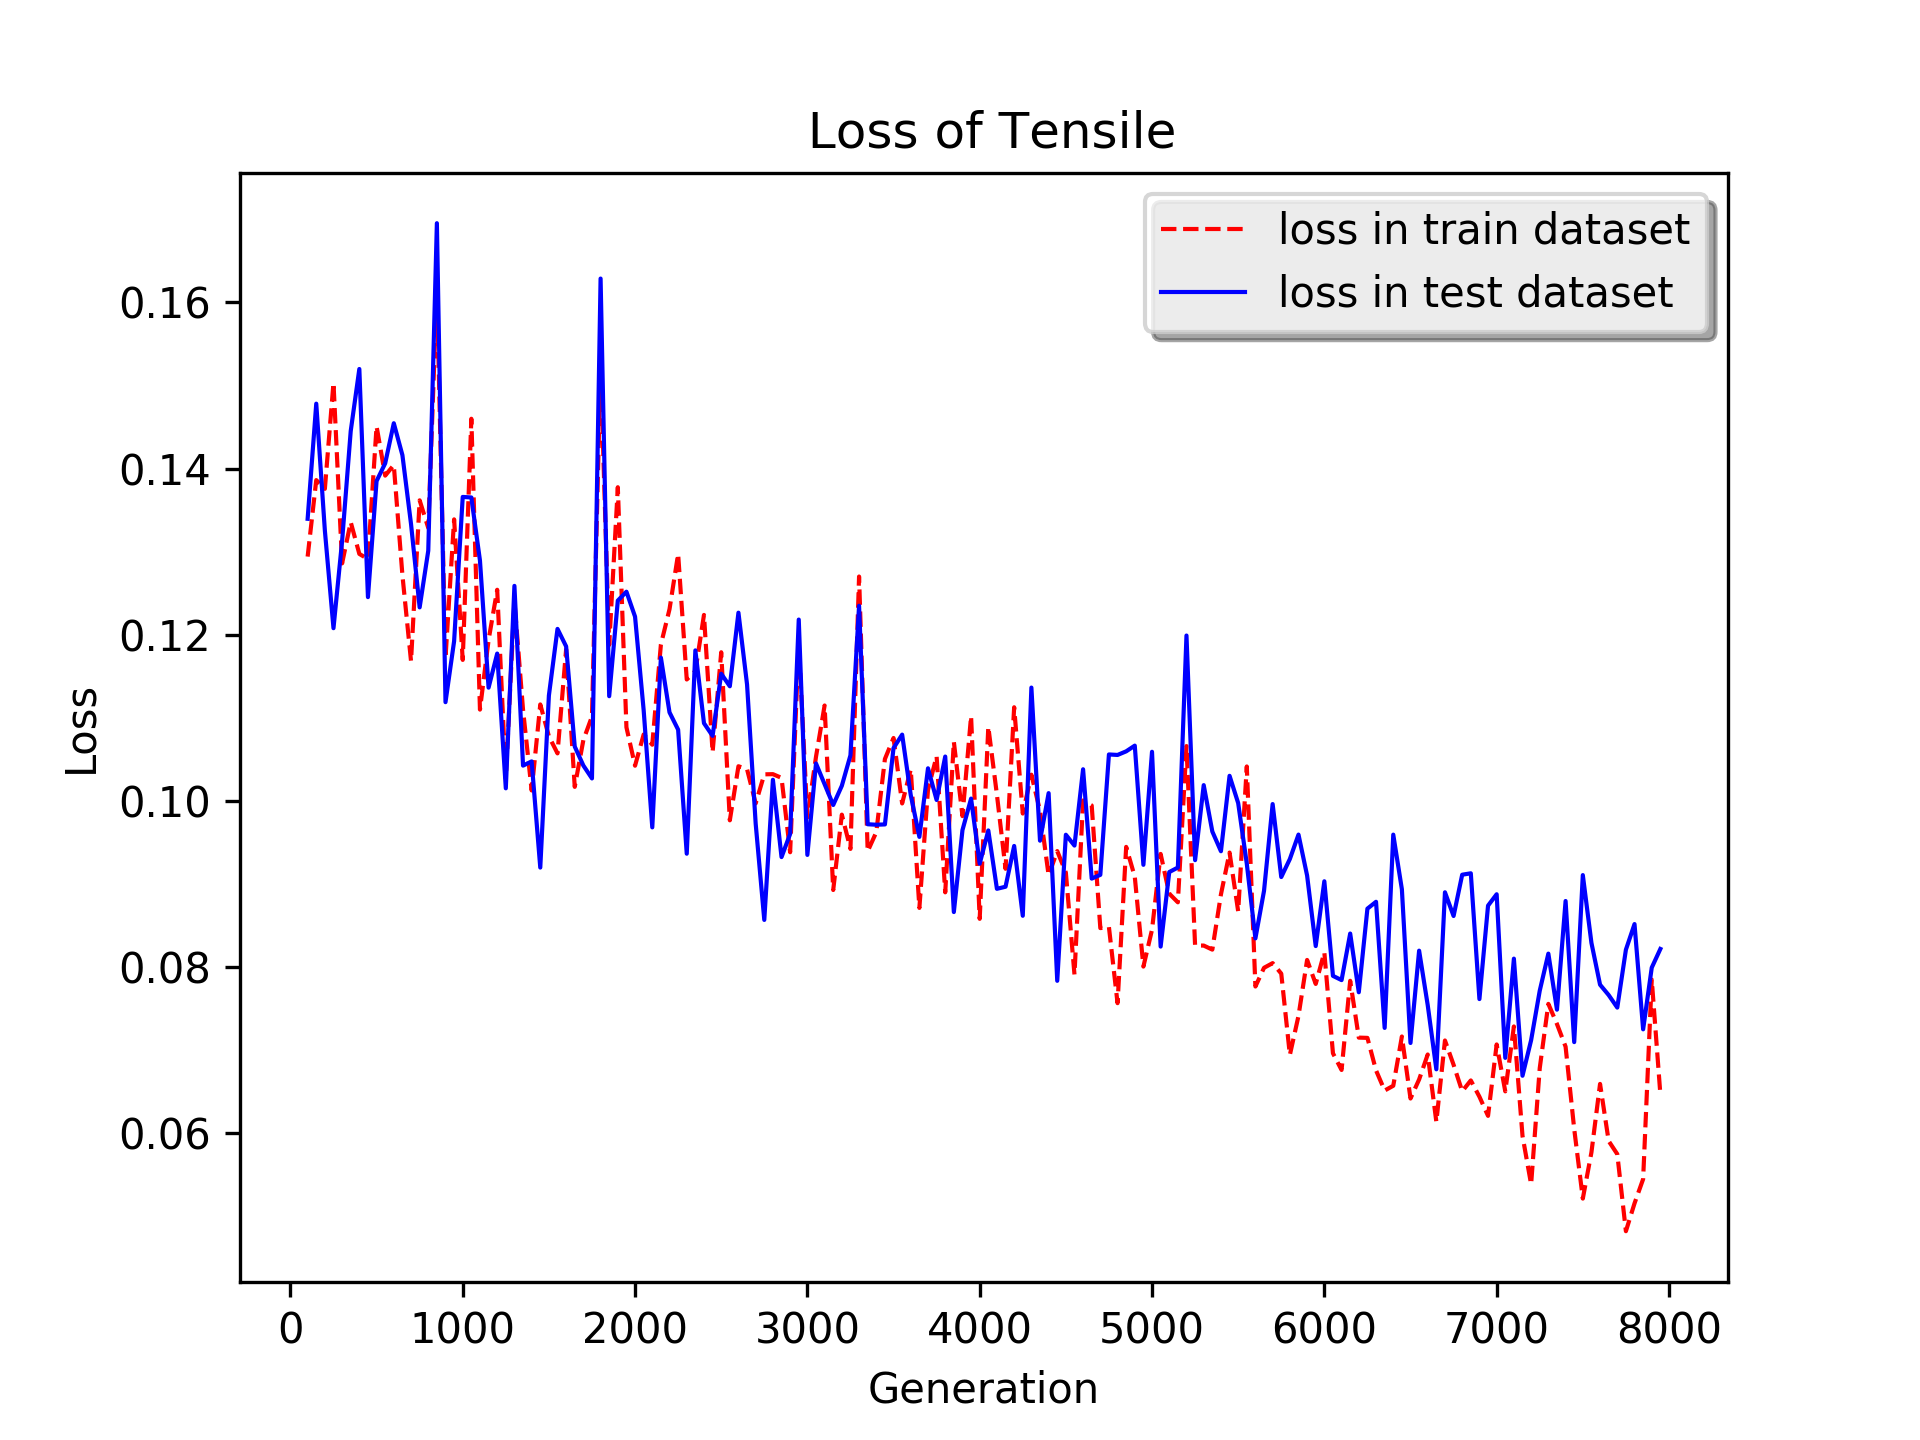 Loss of Tensile
loss in train dataset
loss in test dataset
0.16
0.14
0.12
0.10
0.08
0.06
Loss
0 1000 2000 3000 4000 5000 6000 7000 8000
Generation